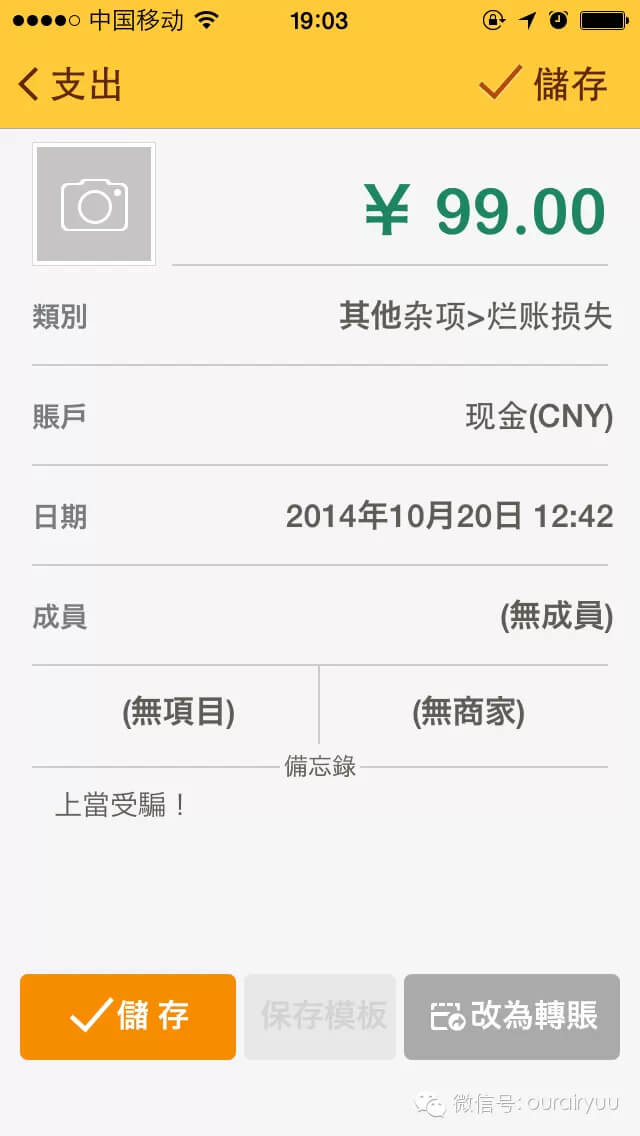 中国移动 19:03
支出 儲存
¥ 99.00
類別 其他杂项>烂账损失
賬戶 现金(CNY)
日期 2014年10月20日 12:42
成員 (無成員)
(無項目) (無商家)
備忘錄
上當受騙！
儲存 保存模板 改為轉賬
微信号: ourairyuu